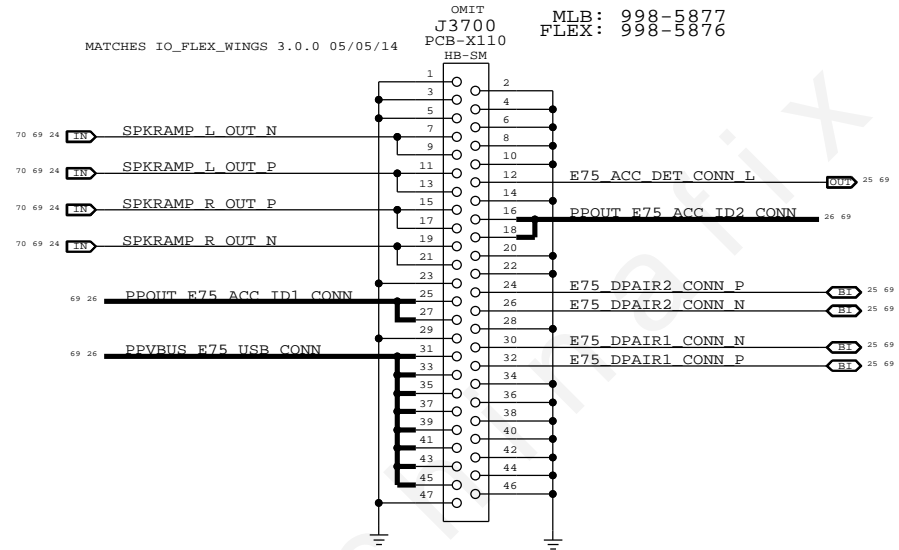 OMIT
J3700
PCB-X110
HB-SM
MLB: 998-5877
FLEX: 998-5876
MATCHES IO_FLEX_WINGS 3.0.0 05/05/14
1
2
3
4
5
6
70 69 24 IN SPKRAMP_L_OUT_N 7
8
9
10
70 69 24 IN SPKRAMP_L_OUT_P 11
12 E75_ACC_DET_CONN_L OUT 25 69
13
14
70 69 24 IN SPKRAMP_R_OUT_P 15
16 PPOUT_E75_ACC_ID2_CONN 26 69
17
18
70 69 24 IN SPKRAMP_R_OUT_N 19
20
21
22
23
24 E75_DPAIR2_CONN_P BI 25 69
69 26 PPOUT_E75_ACC_ID1_CONN 25
26 E75_DPAIR2_CONN_N BI 25 69
27
28
29
30 E75_DPAIR1_CONN_N BI 25 69
69 26 PPVBUS_E75_USB_CONN 31
32 E75_DPAIR1_CONN_P BI 25 69
33
34
35
36
37
38
39
40
41
42
43
44
45
46
47